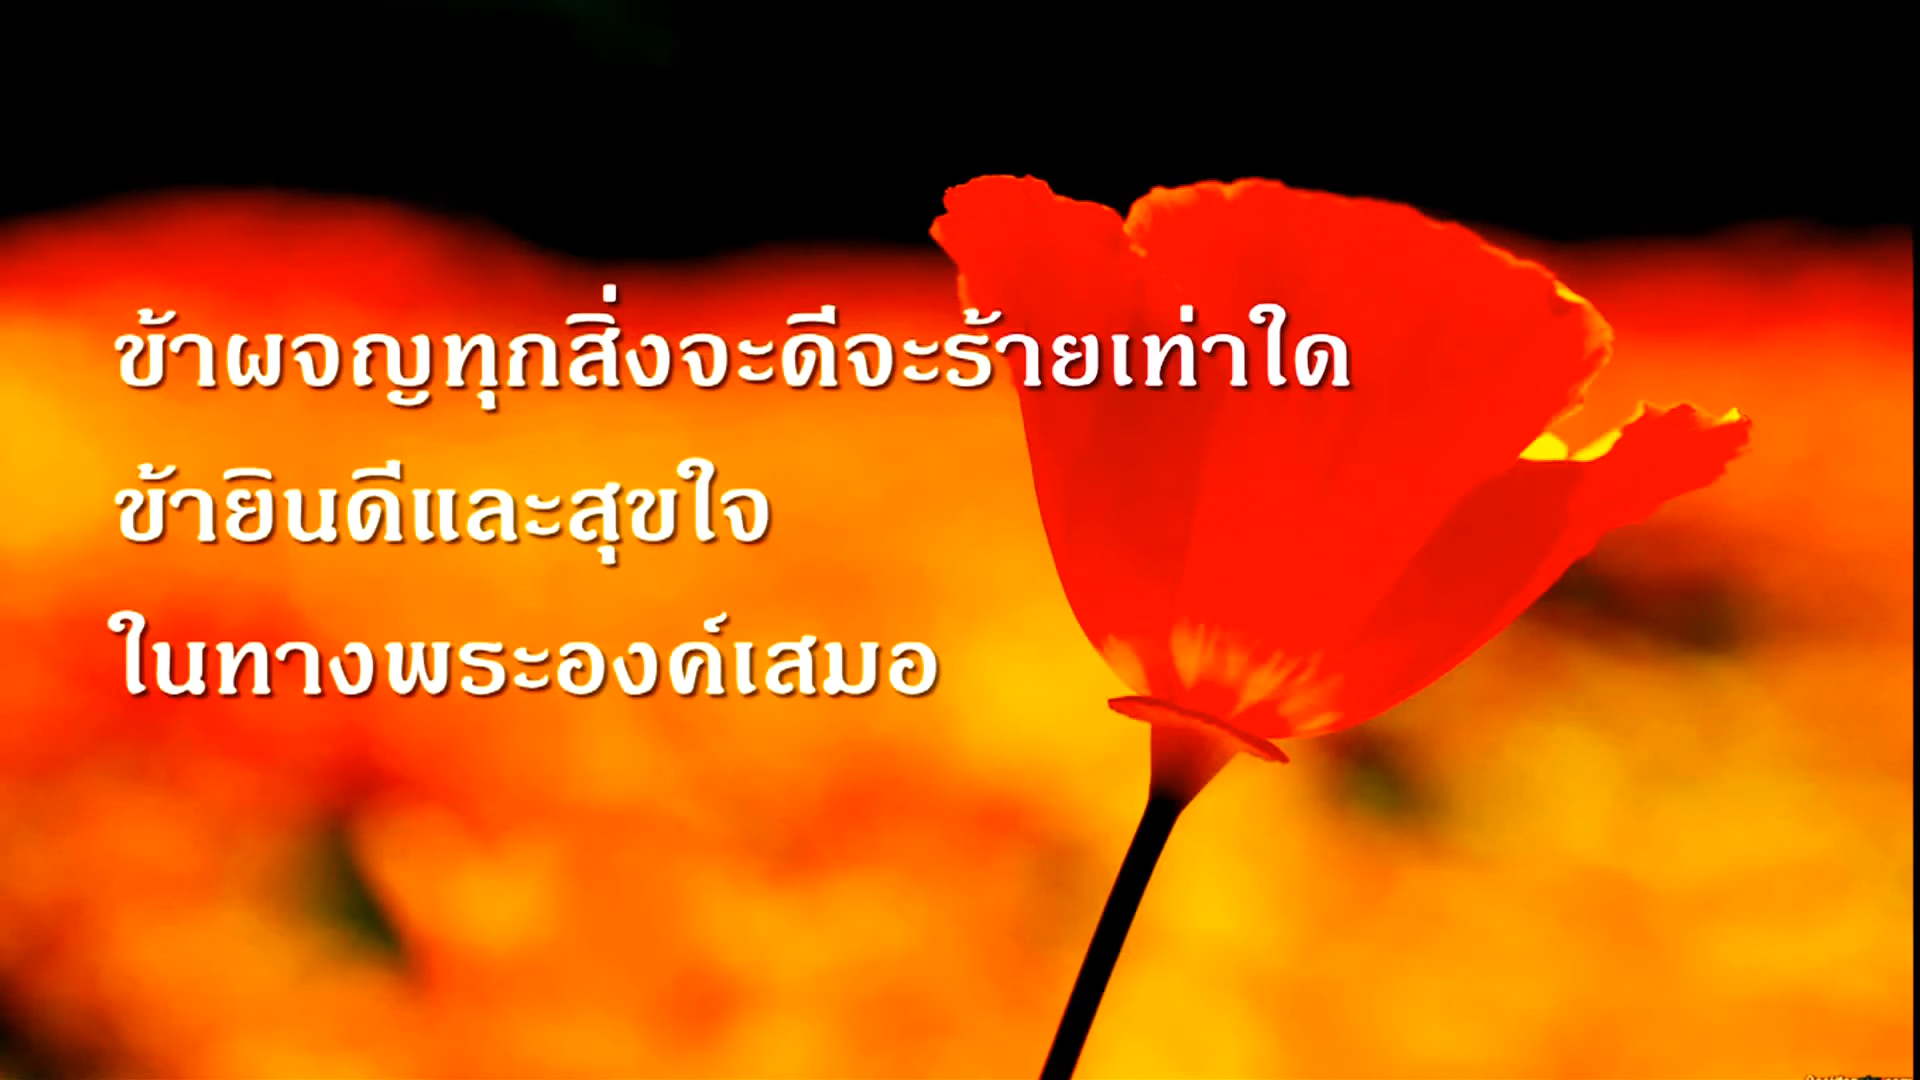 ข้าผจญทุกสิ่งจะดีจะร้ายเท่าใด
ข้ายินดีและสุขใจ
ในทางพระองค์เสมอ